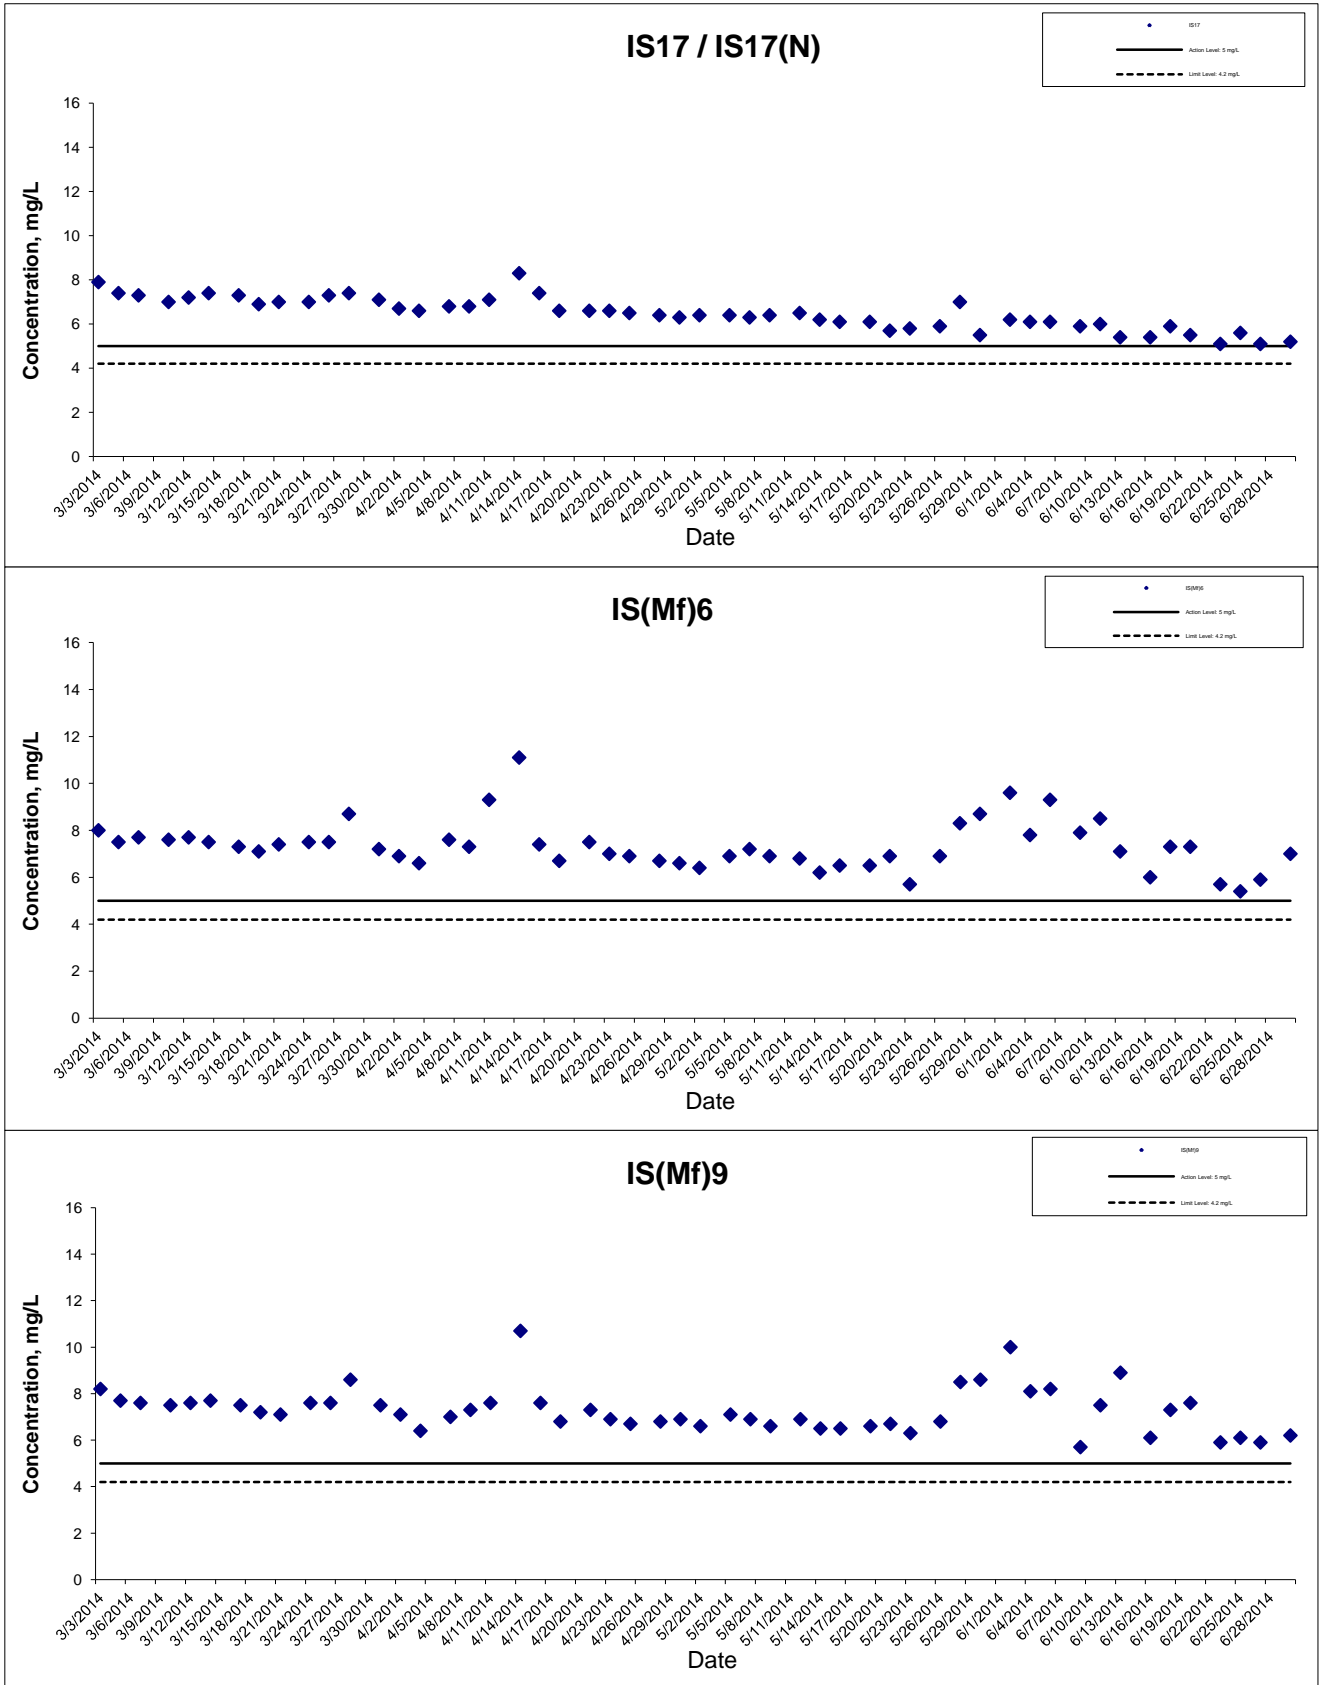 IS17 / IS17(N)
IS17
Action Level: 5 mg/L
Limit Level: 4.2 mg/L
Concentration, mg/L
16
14
12
10
8
6
4
2
0
3/3/2014 3/6/2014 3/9/2014 3/12/2014 3/15/2014 3/18/2014 3/21/2014 3/24/2014 3/27/2014 3/30/2014 4/2/2014 4/5/2014 4/8/2014 4/11/2014 4/14/2014 4/17/2014 4/20/2014 4/23/2014 4/26/2014 4/29/2014 5/2/2014 5/5/2014 5/8/2014 5/11/2014 5/14/2014 5/17/2014 5/20/2014 5/23/2014 5/26/2014 5/29/2014 6/1/2014 6/4/2014 6/7/2014 6/10/2014 6/13/2014 6/16/2014 6/19/2014 6/22/2014 6/25/2014 6/28/2014
Date
IS(Mf)6
IS(Mf)6
Action Level: 5 mg/L
Limit Level: 4.2 mg/L
Concentration, mg/L
16
14
12
10
8
6
4
2
0
3/3/2014 3/6/2014 3/9/2014 3/12/2014 3/15/2014 3/18/2014 3/21/2014 3/24/2014 3/27/2014 3/30/2014 4/2/2014 4/5/2014 4/8/2014 4/11/2014 4/14/2014 4/17/2014 4/20/2014 4/23/2014 4/26/2014 4/29/2014 5/2/2014 5/5/2014 5/8/2014 5/11/2014 5/14/2014 5/17/2014 5/20/2014 5/23/2014 5/26/2014 5/29/2014 6/1/2014 6/4/2014 6/7/2014 6/10/2014 6/13/2014 6/16/2014 6/19/2014 6/22/2014 6/25/2014 6/28/2014
Date
IS(Mf)9
IS(Mf)9
Action Level: 5 mg/L
Limit Level: 4.2 mg/L
Concentration, mg/L
16
14
12
10
8
6
4
2
0
3/3/2014 3/6/2014 3/9/2014 3/12/2014 3/15/2014 3/18/2014 3/21/2014 3/24/2014 3/27/2014 3/30/2014 4/2/2014 4/5/2014 4/8/2014 4/11/2014 4/14/2014 4/17/2014 4/20/2014 4/23/2014 4/26/2014 4/29/2014 5/2/2014 5/5/2014 5/8/2014 5/11/2014 5/14/2014 5/17/2014 5/20/2014 5/23/2014 5/26/2014 5/29/2014 6/1/2014 6/4/2014 6/7/2014 6/10/2014 6/13/2014 6/16/2014 6/19/2014 6/22/2014 6/25/2014 6/28/2014
Date